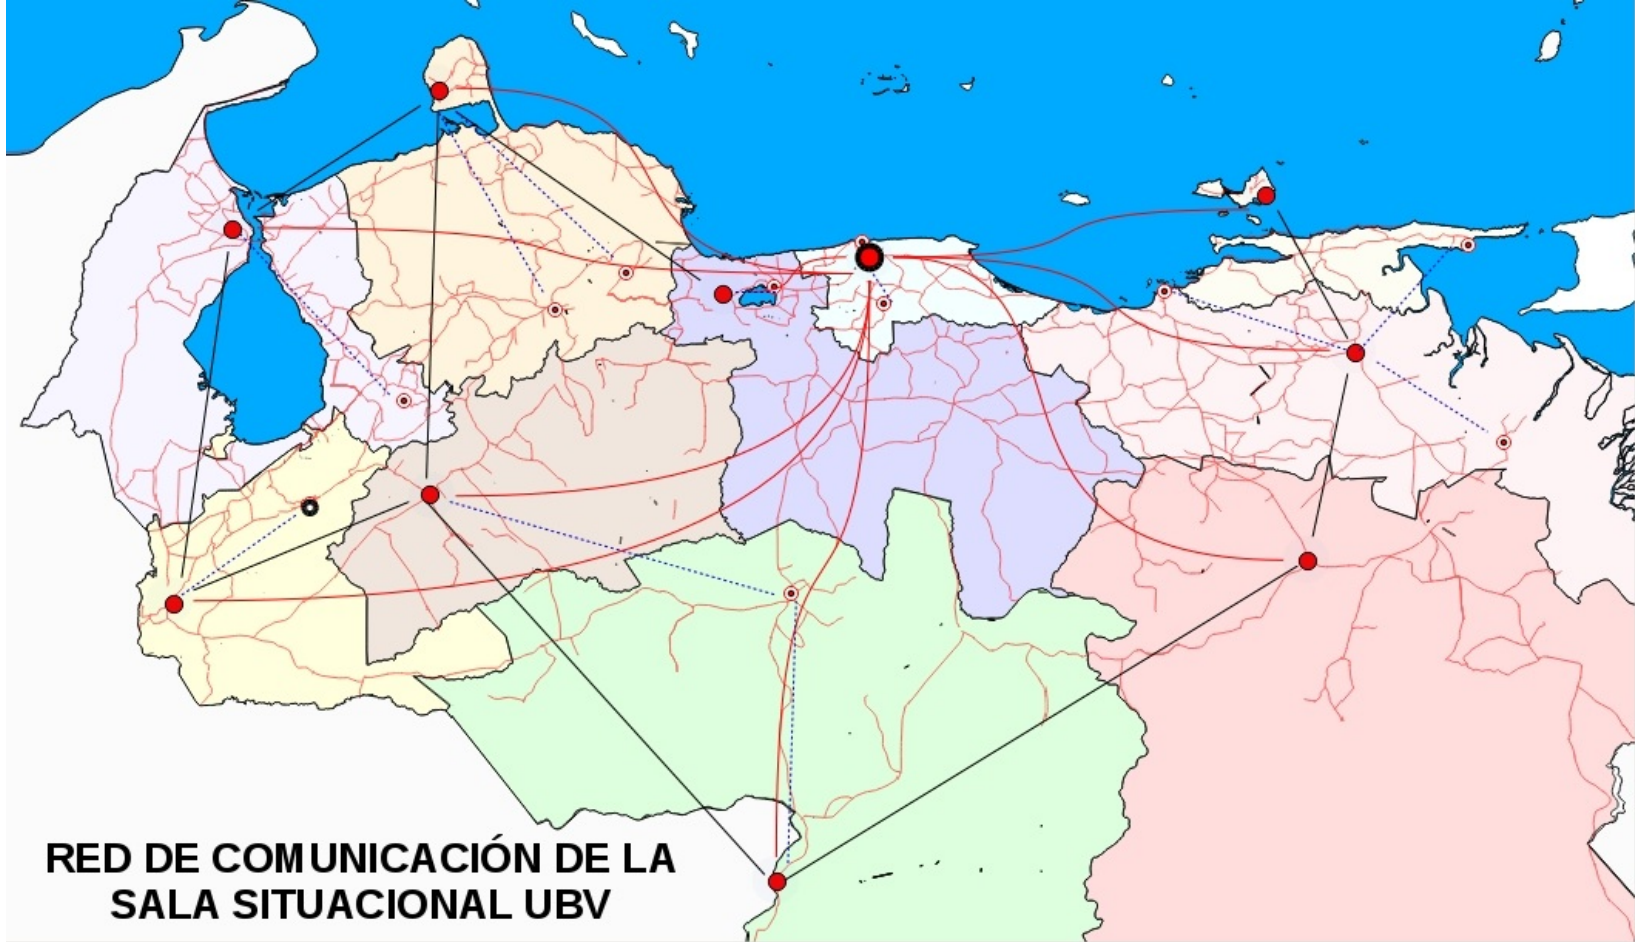 RED DE COMUNICACIÓN DE LA
SALA SITUACIONAL UBV